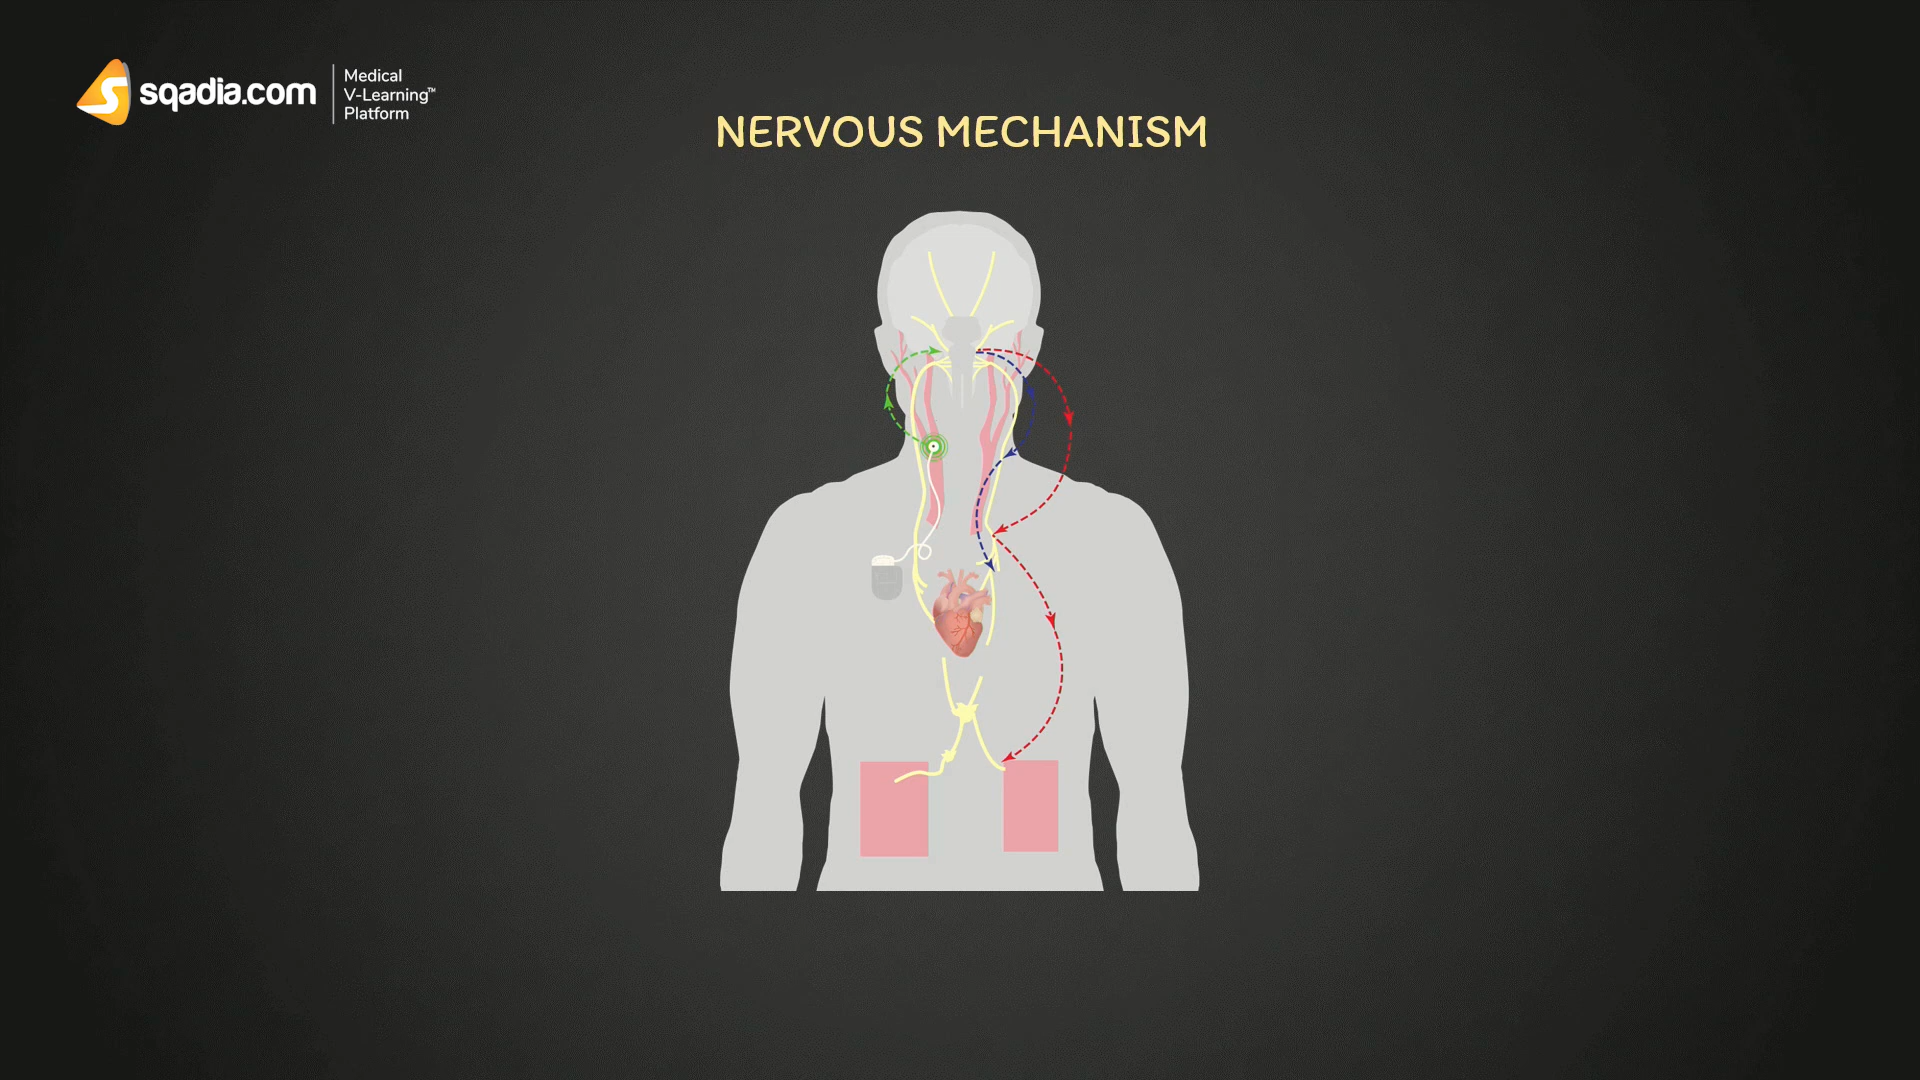 sqadia.com
Medical
V-Learning™
Platform
NERVOUS MECHANISM